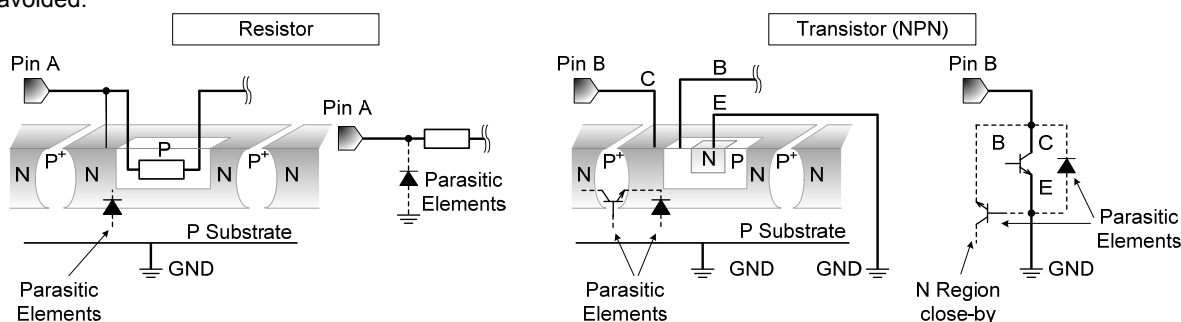 avoided.
Resistor
Transistor (NPN)
Pin A
Pin A
N
P+
N
P
N
P+
N
Parasitic
Elements
P Substrate
GND
Parasitic
Elements
Pin B
C
B
E
N
P+
N
N
P
N
P+
N
P Substrate
GND
GND
Parasitic
Elements
Pin B
B
C
E
Parasitic
Elements
GND
N Region
close-by